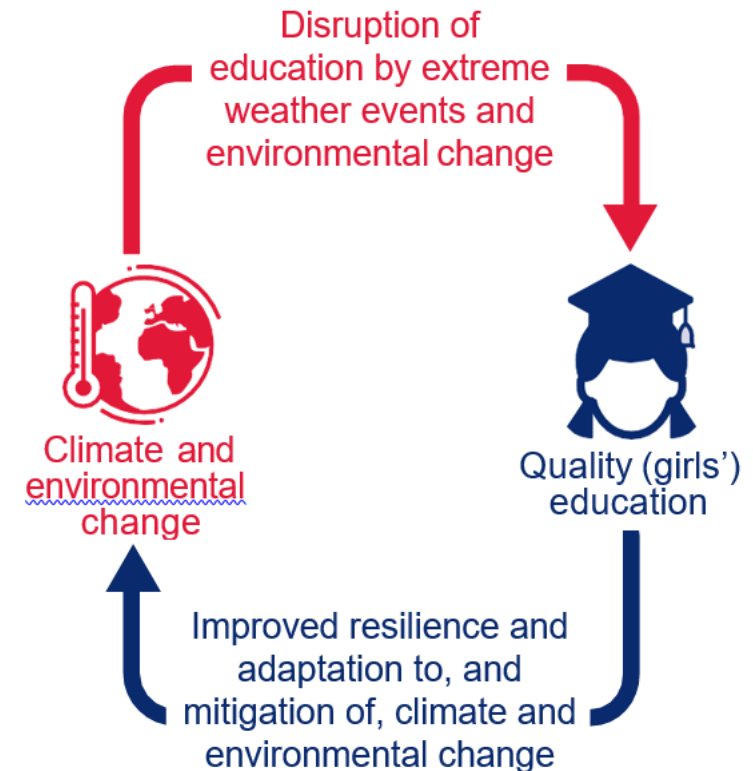 Disruption of
education by extreme
weather events and
environmental change
Climate and
environmental
change
Quality (girls’)
education
Improved resilience and
adaptation to, and
mitigation of, climate and
environmental change